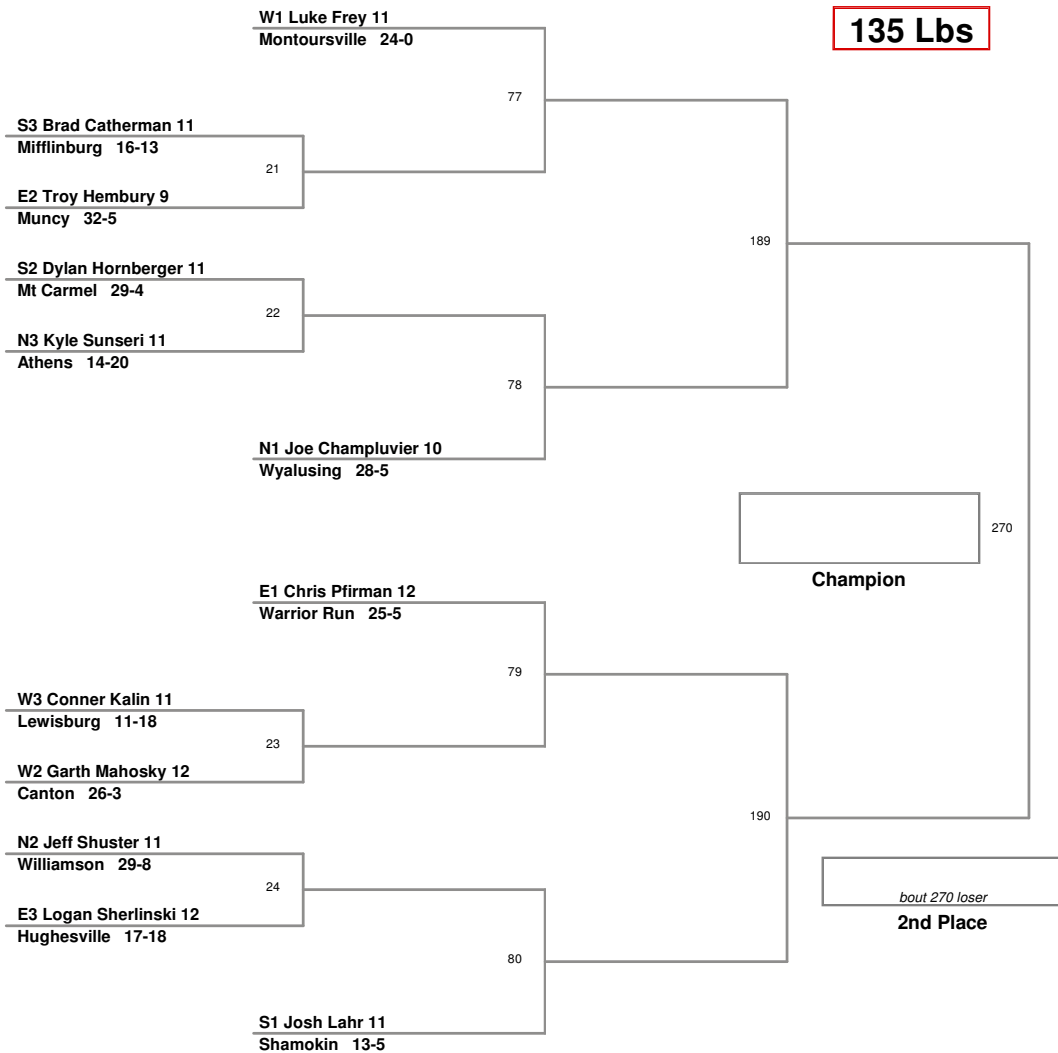 W1 Luke Frey 11
135 Lbs
Montoursville 24-0
77
S3 Brad Catherman 11
Mifflinburg 16-13
21
E2 Troy Hembury 9
Muncy 32-5
189
S2 Dylan Hornberger 11
Mt Carmel 29-4
22
N3 Kyle Sunseri 11
Athens 14-20
78
N1 Joe Champluvier 10
Wyalusing 28-5
270
Champion
E1 Chris Pfirman 12
Warrior Run 25-5
79
W3 Conner Kalin 11
Lewisburg 11-18
23
W2 Garth Mahosky 12
Canton 26-3
190
N2 Jeff Shuster 11
Williamson 29-8
24
bout 270 loser
E3 Logan Sherlinski 12
2nd Place
Hughesville 17-18
80
S1 Josh Lahr 11
Shamokin 13-5